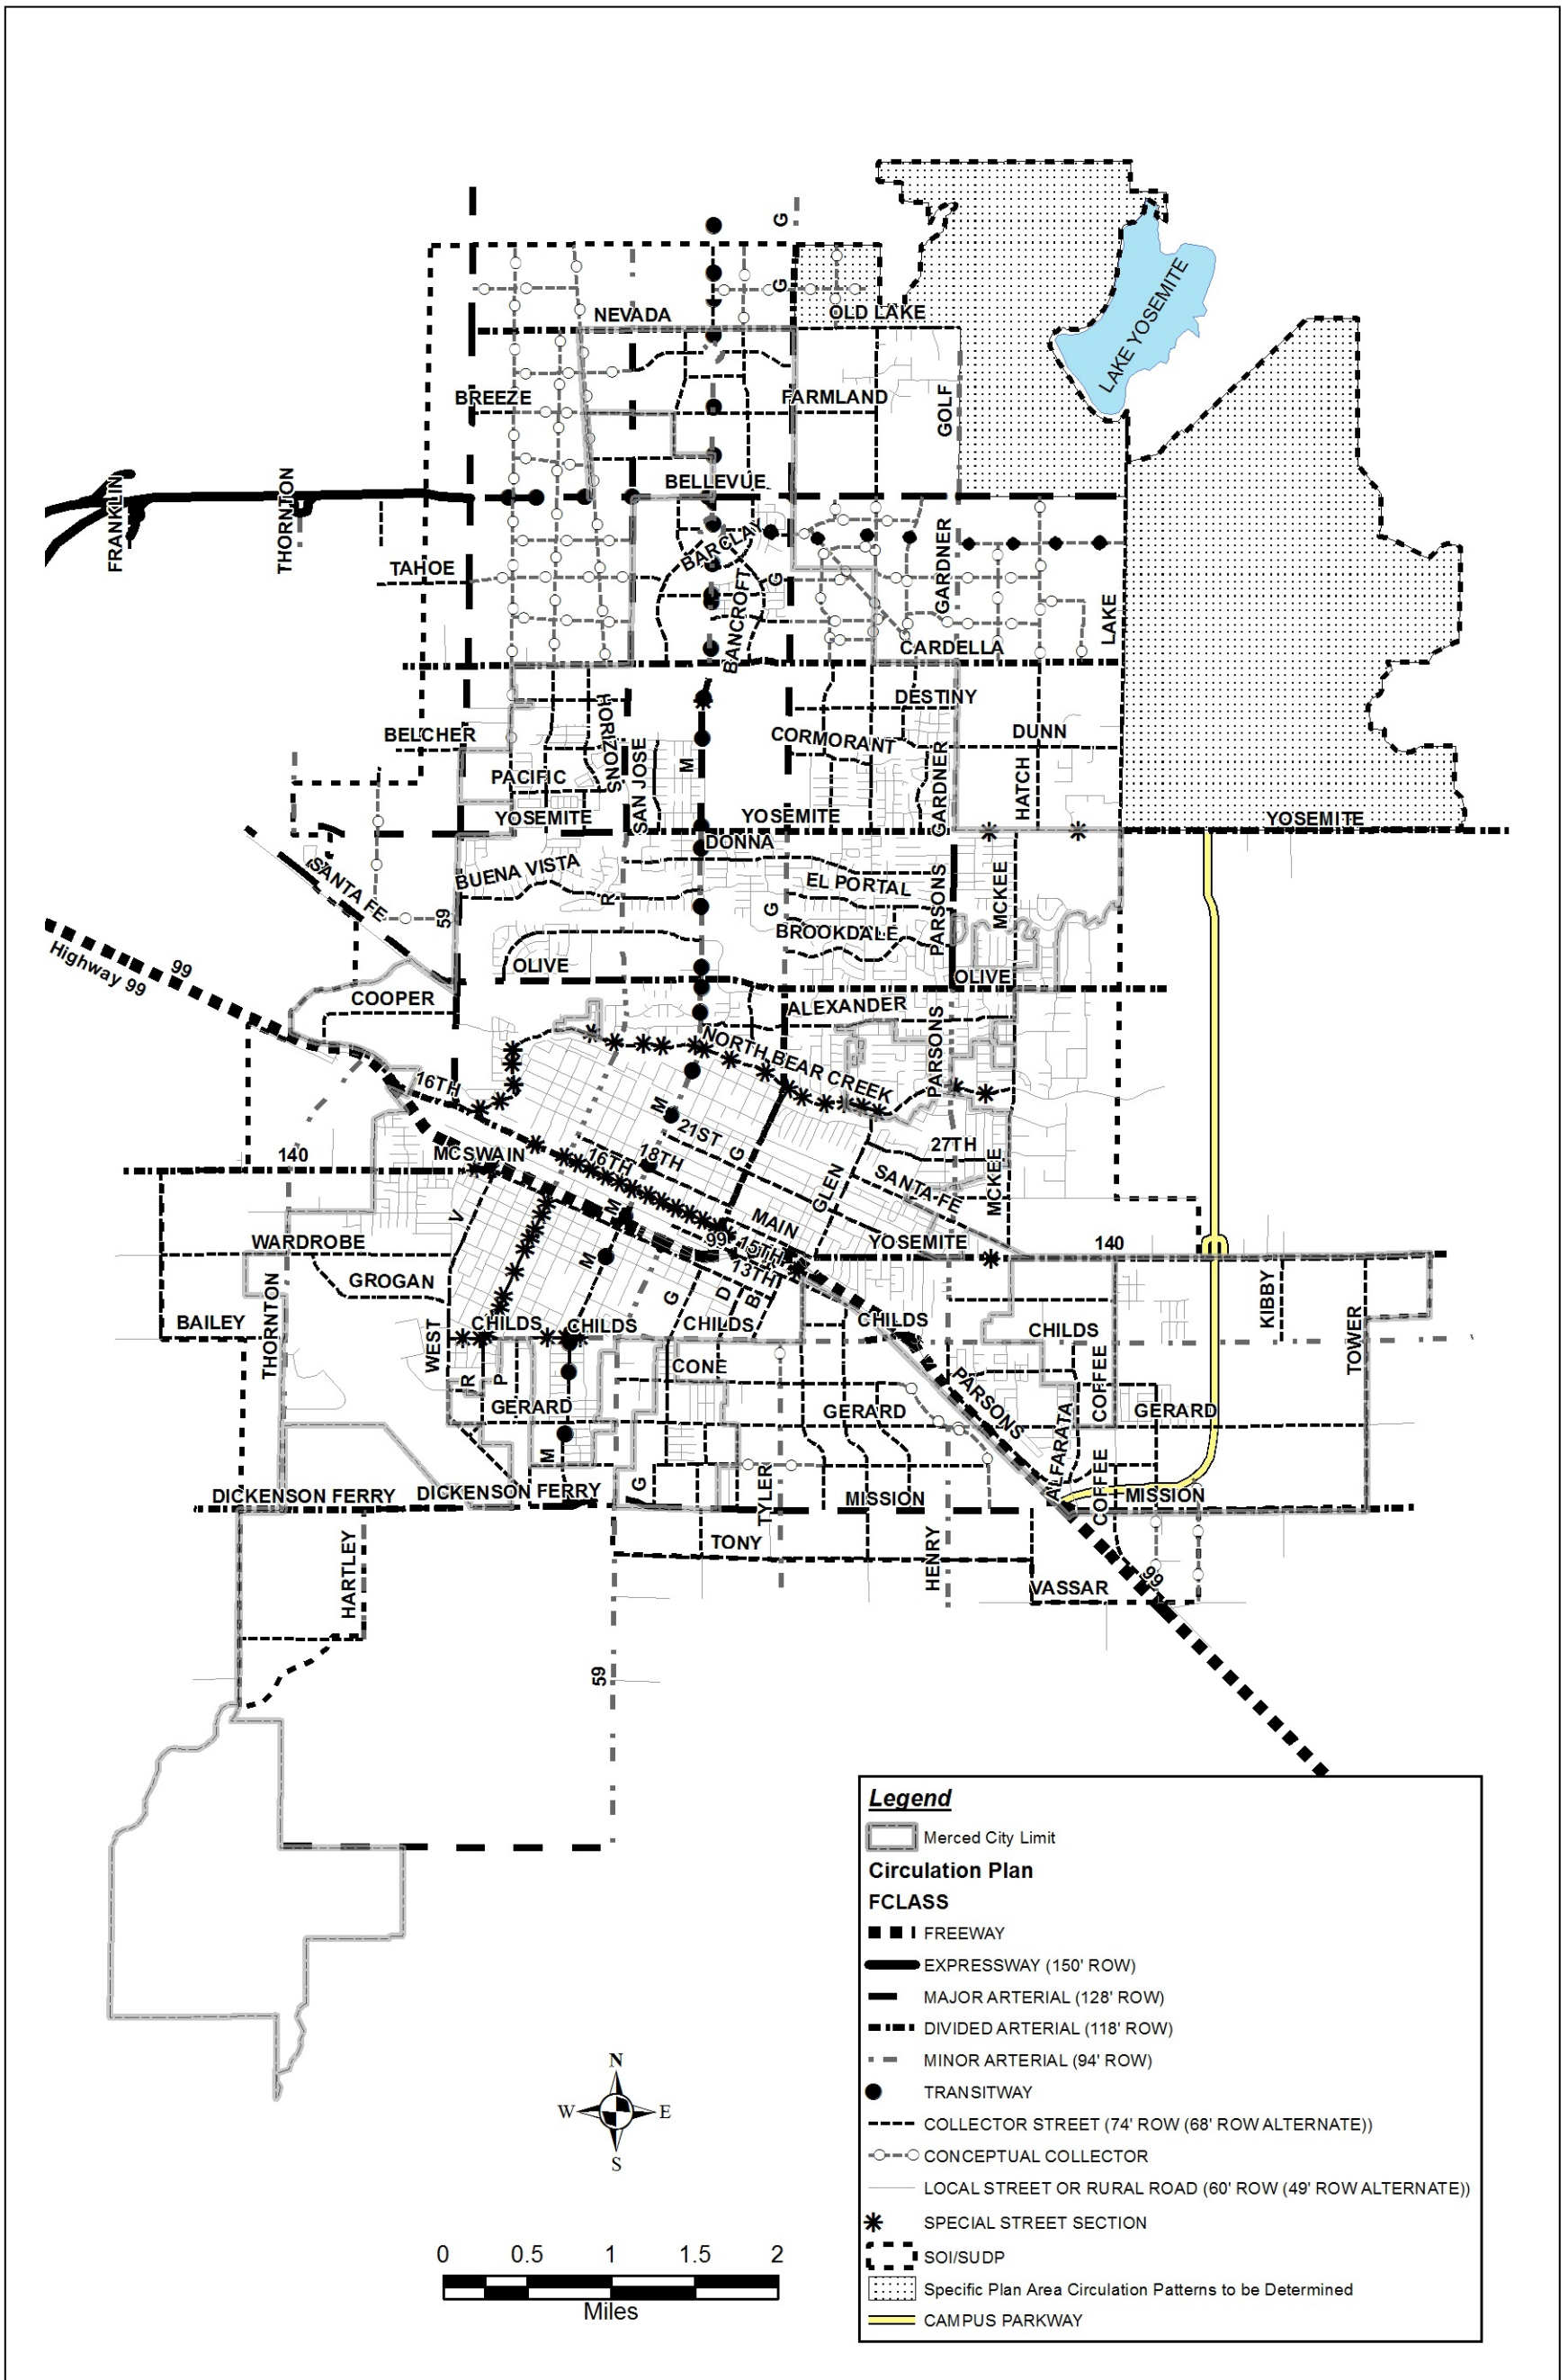 G
G
LAKE YOSEMITE
NEVADA
OLD LAKE
BREEZE
FARMLAND
GOLF
FRANKLIN
THORNTON
BELLEVUE
BARCLAY
TAHOE
BANCROFT
G
GARDNER
LAKE
CARDELLA
DESTINY
HORIZONS
BELCHER
SAN JOSE
M
CORMORANT
DUNN
GARDNER
HATCH
PACIFIC
YOSEMITE
YOSEMITE
YOSEMITE
DONNA
SANTA FE
BUENA VISTA
R
EL PORTAL
G
PARSONS
MCKEE
59
BROOKDALE
99
Highway 99
OLIVE
OLIVE
COOPER
ALEXANDER
PARSONS
NORTH BEAR CREEK
16TH
M
21ST
G
27TH
140
MCSWAIN
16TH
18TH
GLEN
SANTA FE
MCKEE
V
M
MAIN
WARDROBE
M
99
15TH
13TH
YOSEMITE
140
GROGAN
G
D
B
KIBBY
BAILEY
THORNTON
WEST
CHILDS
CHILDS
CHILDS
CHILDS
CHILDS
TOWER
R
P
CONE
PARSONS
COFFEE
GERARD
GERARD
GERARD
M
G
TYLER
ALFARATA
COFFEE
DICKENSON FERRY
DICKENSON FERRY
MISSION
MISSION
HARTLEY
TONY
HENRY
99
VASSAR
59
Legend
Merced City Limit
Circulation Plan
FCLASS
FREEWAY
EXPRESSWAY (150' ROW)
MAJOR ARTERIAL (128' ROW)
DIVIDED ARTERIAL (118' ROW)
MINOR ARTERIAL (94' ROW)
TRANSITWAY
COLLECTOR STREET (74' ROW (68' ROW ALTERNATE))
CONCEPTUAL COLLECTOR
LOCAL STREET OR RURAL ROAD (60' ROW (49' ROW ALTERNATE))
SPECIAL STREET SECTION
SOI/SUDP
Specific Plan Area Circulation Patterns to be Determined
CAMPUS PARKWAY
N
W E
S
0 0.5 1 1.5 2
Miles